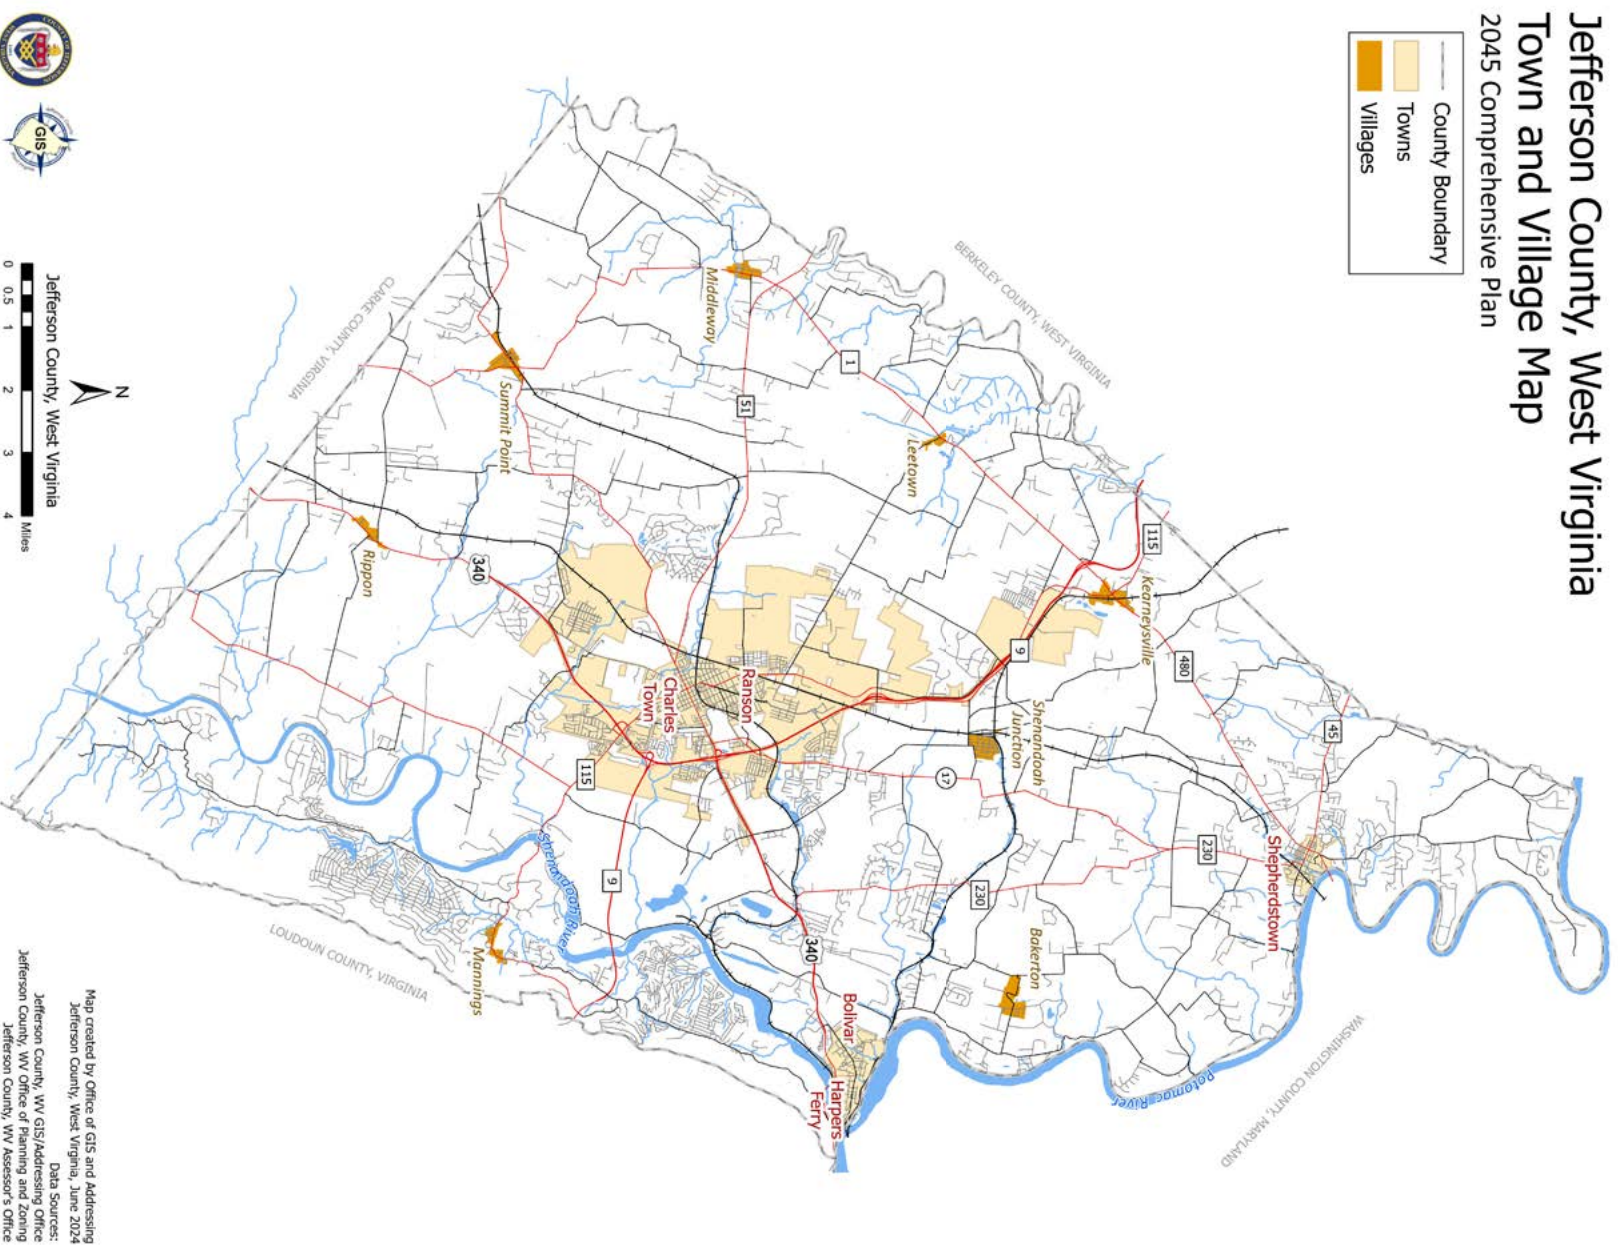 Jefferson County, West Virginia
Town and Village Map
2045 Comprehensive Plan
County Boundary
Towns
Villages
BERKELEY COUNTY, WEST VIRGINIA
WASHINGTON COUNTY, MARYLAND
LOUDOUN COUNTY, VIRGINIA
CLARKE COUNTY, VIRGINIA
Potomac River
Shenandoah River
Shepherdstown
45
480
230
115
Kearneysville
9
Shenandoah
Junction
17
230
Bakerton
Leetown
1
51
Middleway
Ranson
Charles
Town
340
Bolivar
Harpers
Ferry
115
9
Summit Point
340
Rippon
Mannings
N
Jefferson County, West Virginia
0 0.5 1 2 3 4
Miles
GIS
Map created by Office of GIS and Addressing
Jefferson County, West Virginia, June 2024
Data Sources:
Jefferson County, WV GIS/Addressing Office
Jefferson County, WV Office of Planning and Zoning
Jefferson County, WV Assessor's Office